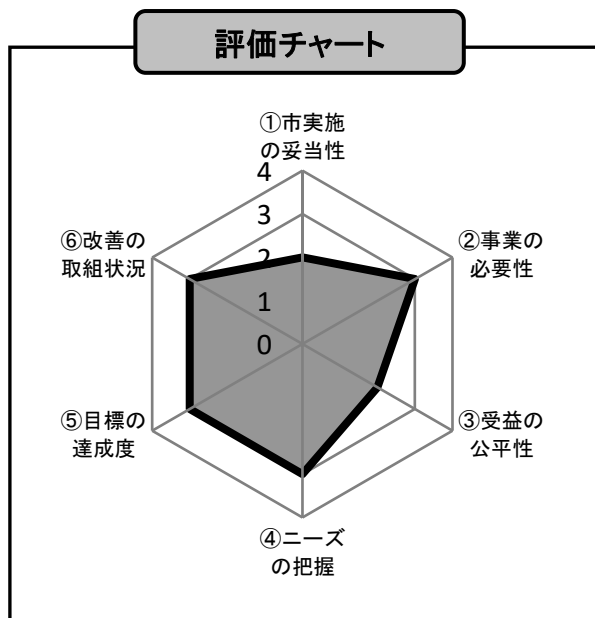 評価チャート
①市実施
の妥当性
4
3
2
1
0
②事業の
必要性
③受益の
公平性
④ニーズ
の把握
⑤目標の
達成度
⑥改善の
取組状況